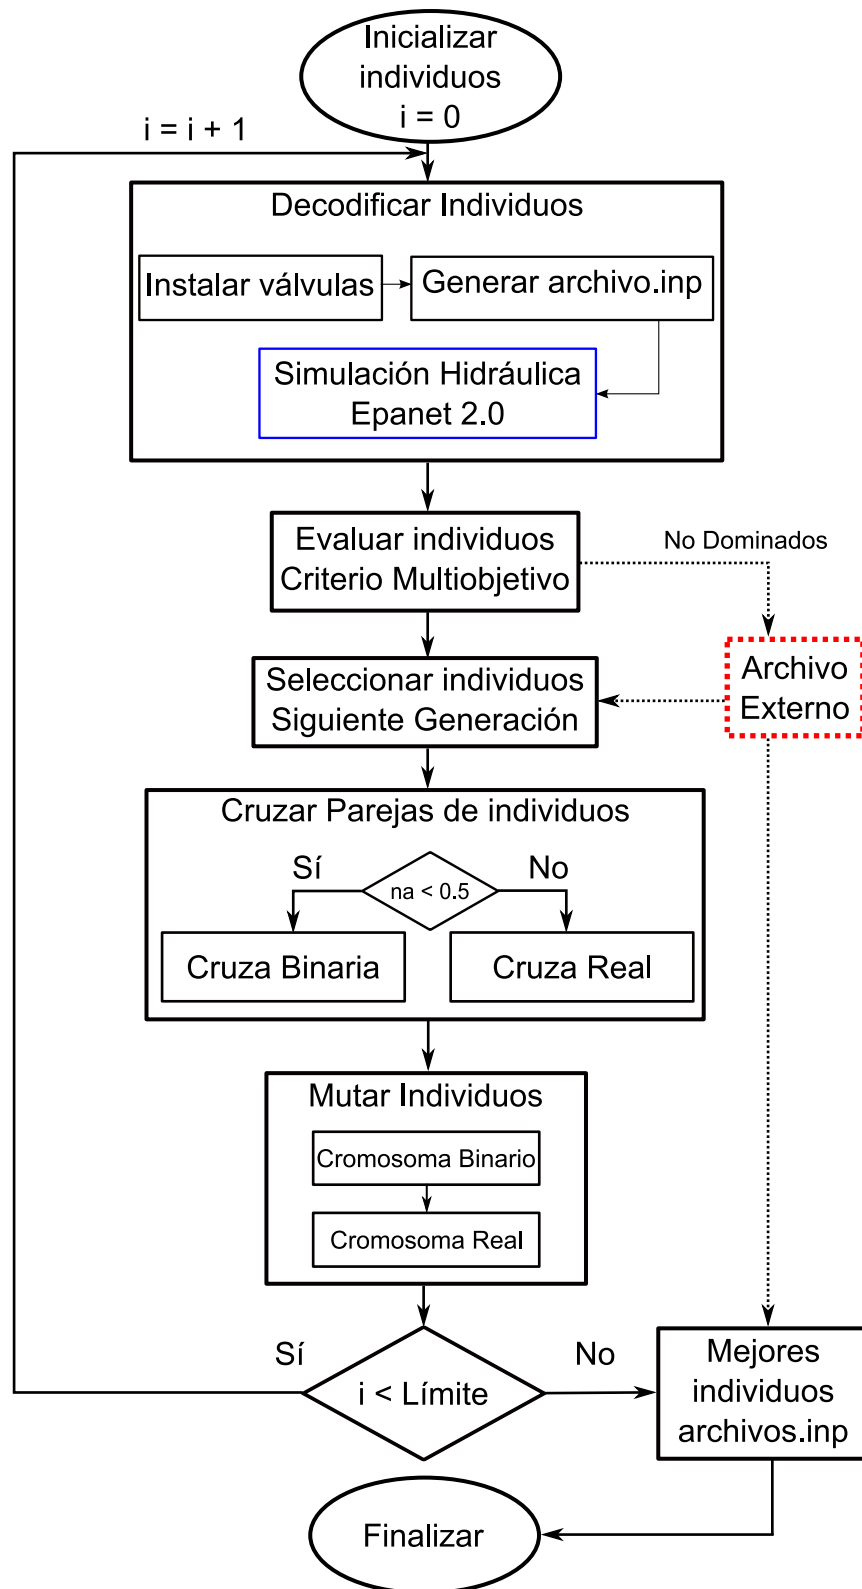 Inicializar
individuos
i = 0
i = i + 1
Decodificar Individuos
Instalar válvulas
Generar archivo.inp
Simulación Hidráulica
Epanet 2.0
Evaluar individuos
Criterio Multiobjetivo
No Dominados
Archivo
Externo
Seleccionar individuos
Siguiente Generación
Cruzar Parejas de individuos
Sí
na < 0.5
No
Cruza Binaria
Cruza Real
Mutar Individuos
Cromosoma Binario
Cromosoma Real
Sí
i < Límite
No
Mejores
individuos
archivos.inp
Finalizar